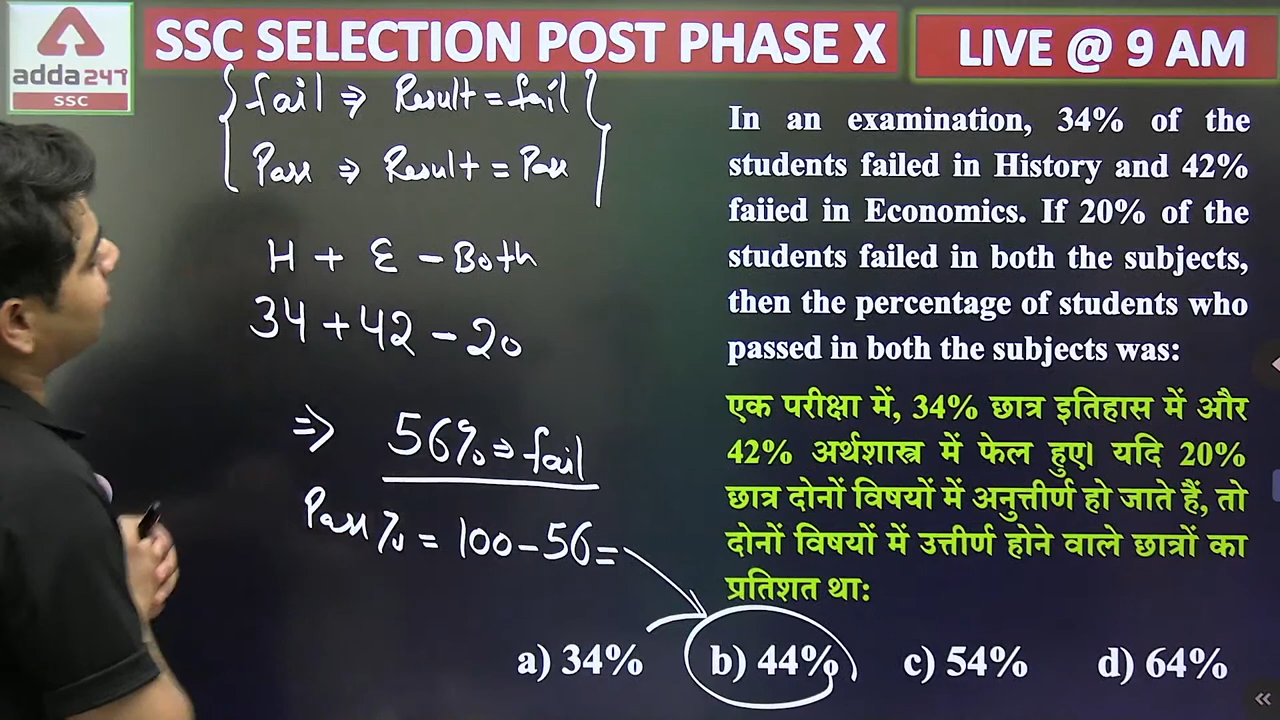 SSC SELECTION POST PHASE X
LIVE @ 9 AM
adda247
SSC
fail ⇒ Result = fail
Pass ⇒ Result = Pass
H + E - Both
34 + 42 - 20
⇒ 56% ⇒ fail
Pass % = 100 - 56 =
In an examination, 34% of the
students failed in History and 42%
faiied in Economics. If 20% of the
students failed in both the subjects,
then the percentage of students who
passed in both the subjects was:
एक परीक्षा में, 34% छात्र इतिहास में और
42% अर्थशास्त्र में फेल हुए। यदि 20%
छात्र दोनों विषयों में अनुत्तीर्ण हो जाते हैं, तो
दोनों विषयों में उत्तीर्ण होने वाले छात्रों का
प्रतिशत था:
a) 34% b) 44% c) 54% d) 64%